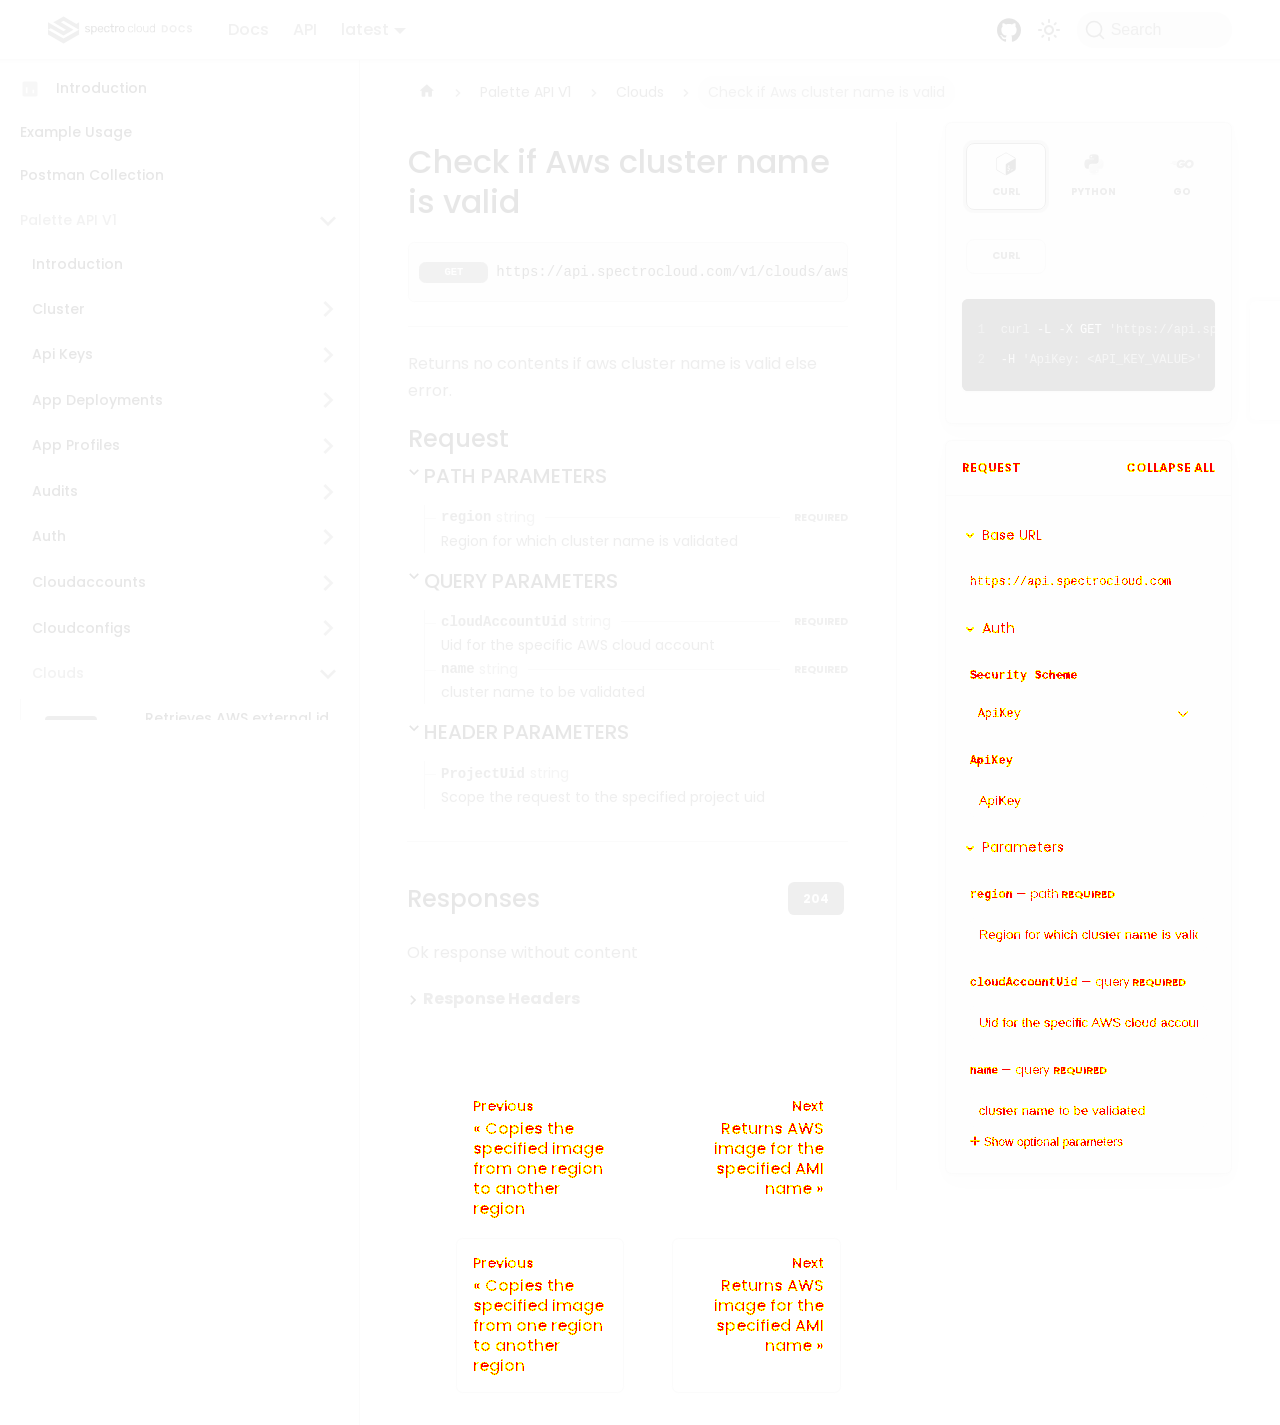 spectro cloud DOCS
Docs
API
latest
Search
Introduction
Example Usage
Postman Collection
Palette API V1
Introduction
Cluster
Api Keys
App Deployments
App Profiles
Audits
Auth
Cloudaccounts
Cloudconfigs
Clouds
Retrieves AWS external id
Palette API V1
Clouds
Check if Aws cluster name is valid
Check if Aws cluster name
is valid
GET https://api.spectrocloud.com/v1/clouds/aws
Returns no contents if aws cluster name is valid else
error.
Request
PATH PARAMETERS
region string REQUIRED
Region for which cluster name is validated
QUERY PARAMETERS
cloudAccountUid string REQUIRED
Uid for the specific AWS cloud account
name string REQUIRED
cluster name to be validated
HEADER PARAMETERS
ProjectUid string
Scope the request to the specified project uid
Responses
204
Ok response without content
Response Headers
Previous
« Copies the
specified image
from one region
to another
region
Next
Returns AWS
image for the
specified AMI
name »
Previous
« Copies the
specified image
from one region
to another
region
Next
Returns AWS
image for the
specified AMI
name »
CURL
PYTHON
GO
CURL
1 curl -L -X GET 'https://api.sp
2 -H 'ApiKey: <API_KEY_VALUE>'
REQUEST
COLLAPSE ALL
Base URL
https://api.spectrocloud.com
Auth
Security Scheme
ApiKey
ApiKey
ApiKey
Parameters
region — path REQUIRED
Region for which cluster name is valid
cloudAccountUid — query REQUIRED
Uid for the specific AWS cloud accoun
name — query REQUIRED
cluster name to be validated
Show optional parameters